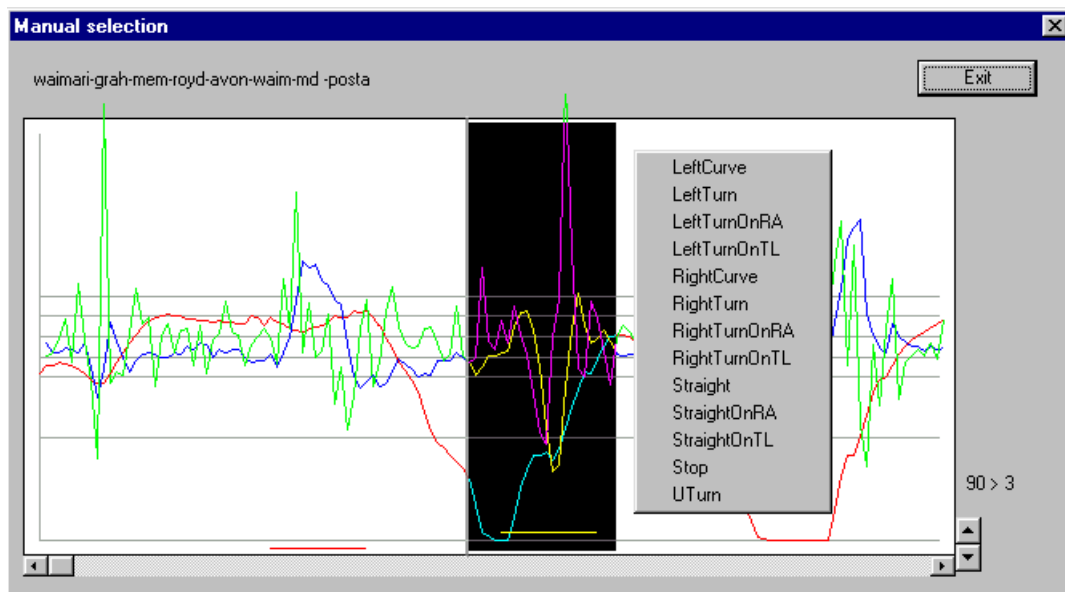 Manual selection
waimari-grah-mem-royd-avon-waim-md -posta
Exit
LeftCurve
LeftTurn
LeftTurnOnRA
LeftTurnOnTL
RightCurve
RightTurn
RightTurnOnRA
RightTurnOnTL
Straight
StraightOnRA
StraightOnTL
Stop
UTurn
90 > 3